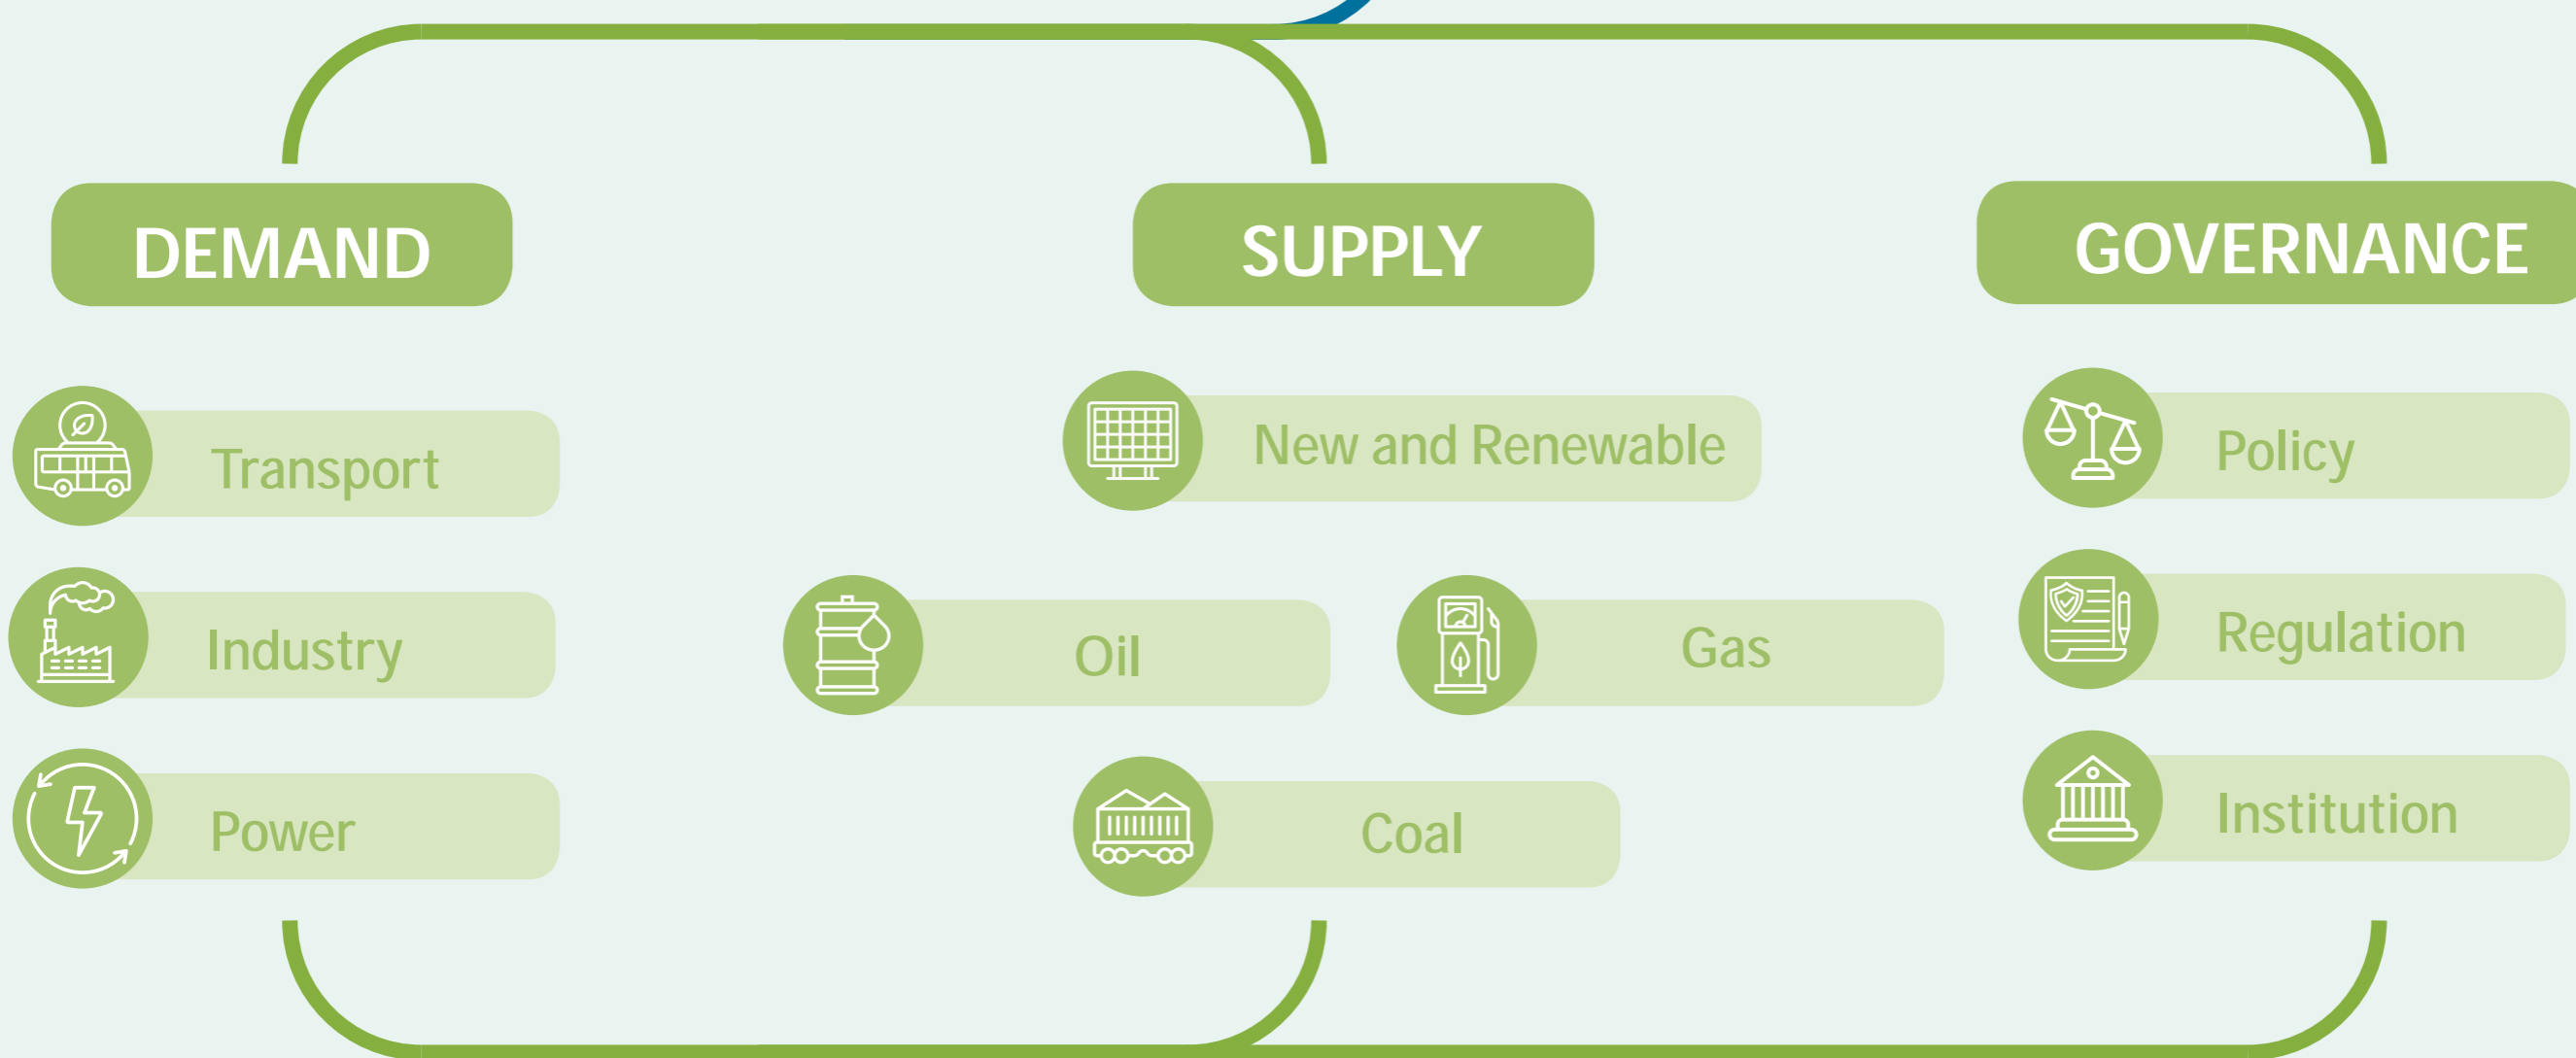 DEMAND
SUPPLY
GOVERNANCE
Transport
Industry
Power
New and Renewable
Oil
Gas
Coal
Policy
Regulation
Institution